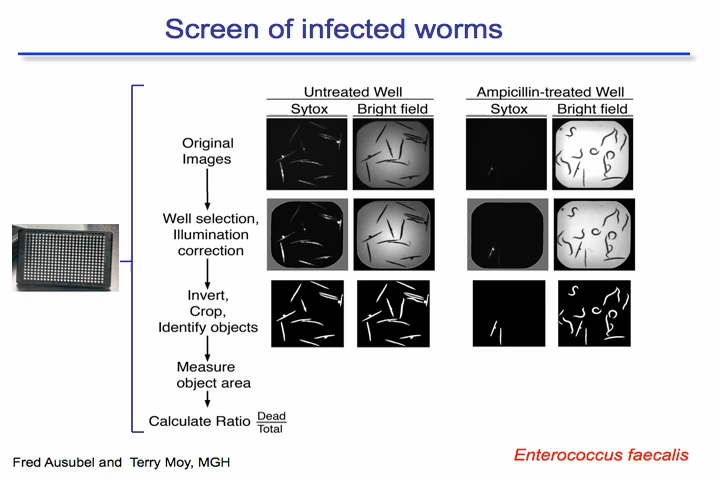 Screen of infected worms
Untreated Well
Ampicillin-treated Well
Sytox
Bright field
Sytox
Bright field
Original
Images
Well selection,
Illumination
correction
Invert,
Crop,
Identify objects
Measure
object area
Calculate Ratio Dead
Total
Fred Ausubel and Terry Moy, MGH
Enterococcus faecalis